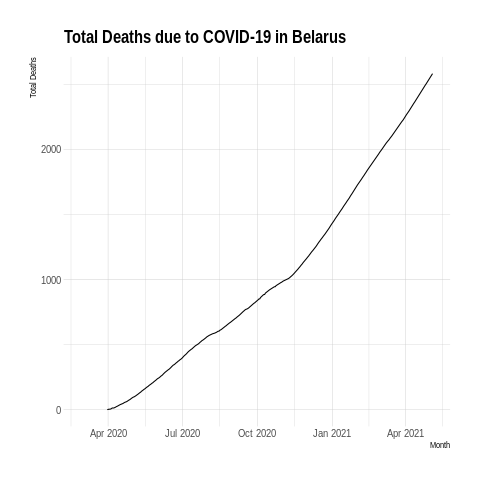 Total Deaths due to COVID-19 in Belarus
Total Deaths
2000
1000
0
Apr 2020 Jul 2020 Oct 2020 Jan 2021 Apr 2021
Month